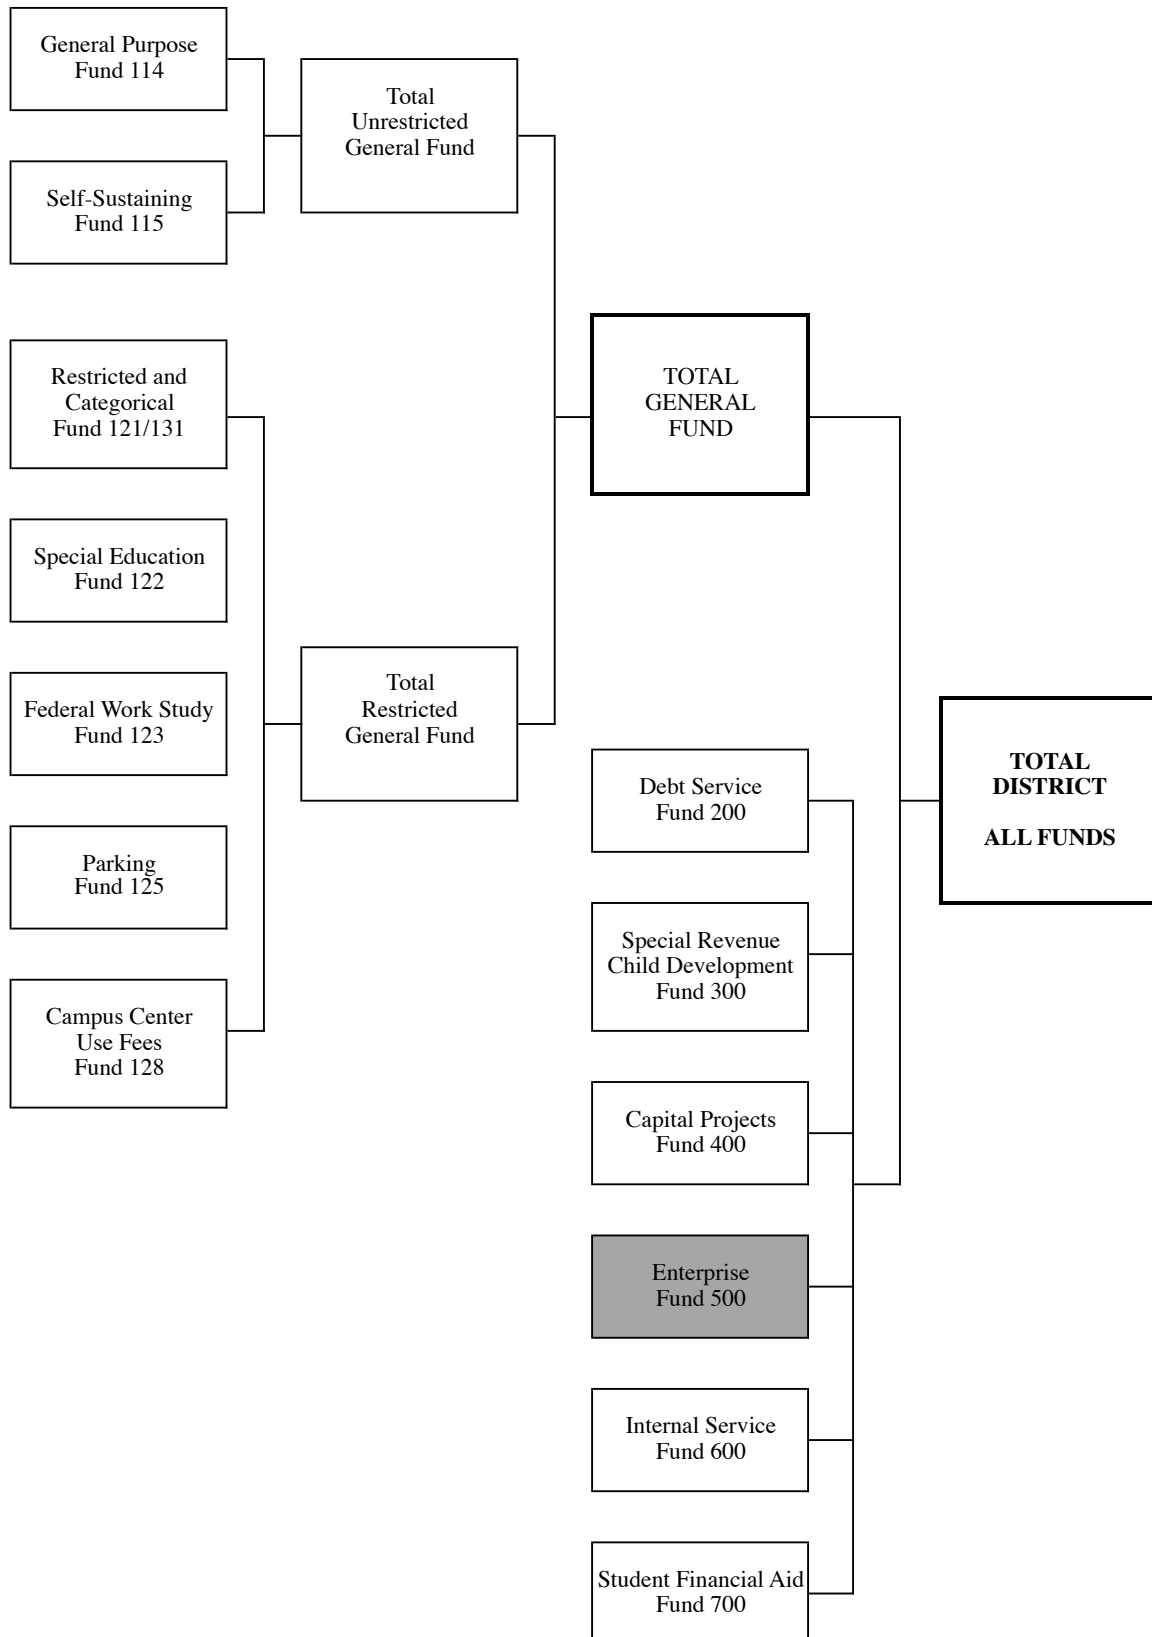 General Purpose
Fund 114
Total
Unrestricted
General Fund
Self-Sustaining
Fund 115
Restricted and
Categorical
Fund 121/131
TOTAL
GENERAL
FUND
Special Education
Fund 122
Federal Work Study
Fund 123
Total
Restricted
General Fund
Parking
Fund 125
Campus Center
Use Fees
Fund 128
Debt Service
Fund 200
TOTAL
DISTRICT
ALL FUNDS
Special Revenue
Child Development
Fund 300
Capital Projects
Fund 400
Enterprise
Fund 500
Internal Service
Fund 600
Student Financial Aid
Fund 700